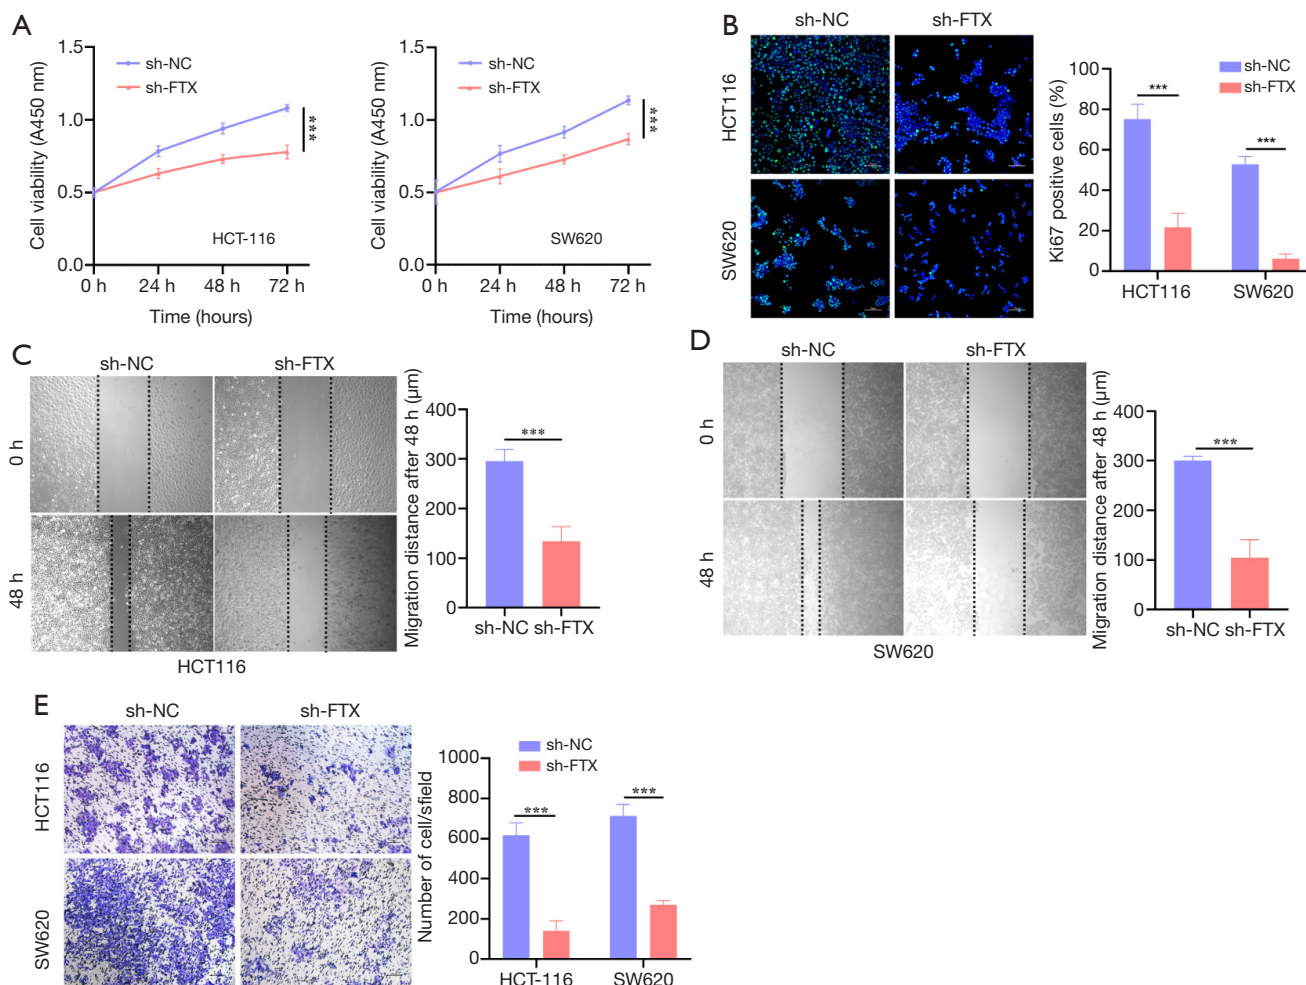 A
Cell viability (A450 nm)
1.5
1.0
0.5
0.0
sh-NC
sh-FTX
***
HCT-116
0 h 24 h 48 h 72 h
Time (hours)
Cell viability (A450 nm)
1.5
1.0
0.5
0.0
sh-NC
sh-FTX
***
SW620
0 h 24 h 48 h 72 h
Time (hours)
B
sh-NC sh-FTX
HCT116
SW620
Ki67 positive cells (%)
100
80
60
40
20
0
sh-NC
sh-FTX
***
***
HCT116 SW620
C
sh-NC sh-FTX
0 h
48 h
HCT116
Migration distance after 48 h (μm)
400
300
200
100
0
***
sh-NC sh-FTX
D
sh-NC sh-FTX
0 h
48 h
SW620
Migration distance after 48 h (μm)
400
300
200
100
0
***
sh-NC sh-FTX
E
sh-NC sh-FTX
HCT116
SW620
Number of cell/sfield
1000
800
600
400
200
0
sh-NC
sh-FTX
***
***
HCT-116 SW620